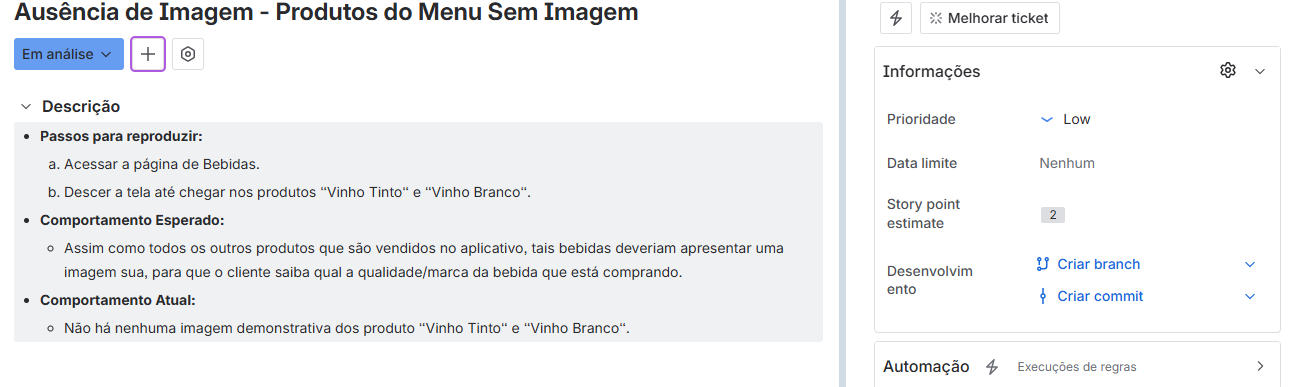 Ausência de Imagem - Produtos do Menu Sem Imagem
Em análise
Descrição
• Passos para reproduzir:
a. Acessar a página de Bebidas.
b. Descer a tela até chegar nos produtos “Vinho Tinto“ e “Vinho Branco“.
• Comportamento Esperado:
◦ Assim como todos os outros produtos que são vendidos no aplicativo, tais bebidas deveriam apresentar uma
imagem sua, para que o cliente saiba qual a qualidade/marca da bebida que está comprando.
• Comportamento Atual:
◦ Não há nenhuma imagem demonstrativa dos produto “Vinho Tinto“ e “Vinho Branco“.
Melhorar ticket
Informações
Prioridade
Low
Data limite
Nenhum
Story point
estimate
2
Desenvolvim
ento
Criar branch
Criar commit
Automação
Execuções de regras